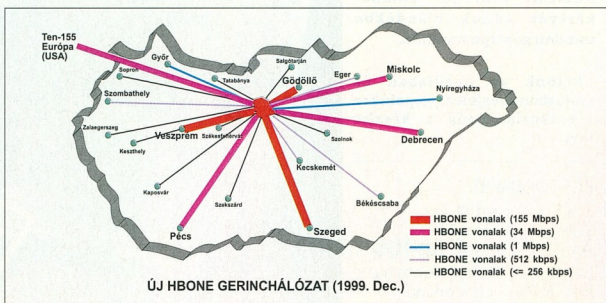 Ten-155
Európa
(USA)
Győr
Sopron
Tatabánya
Salgótarján
Gödöllő
Eger
Miskolc
Szombathely
Nyíregyháza
Zalaegerszeg
Veszprém
Székesfehérvár
Szolnok
Debrecen
Keszthely
Kecskemét
Kaposvár
Szekszárd
Békéscsaba
Pécs
Szeged
HBONE vonalak (155 Mbps)
HBONE vonalak (34 Mbps)
HBONE vonalak (1 Mbps)
HBONE vonalak (512 kbps)
HBONE vonalak (<= 256 kbps)
ÚJ HBONE GERINCHÁLÓZAT (1999. Dec.)